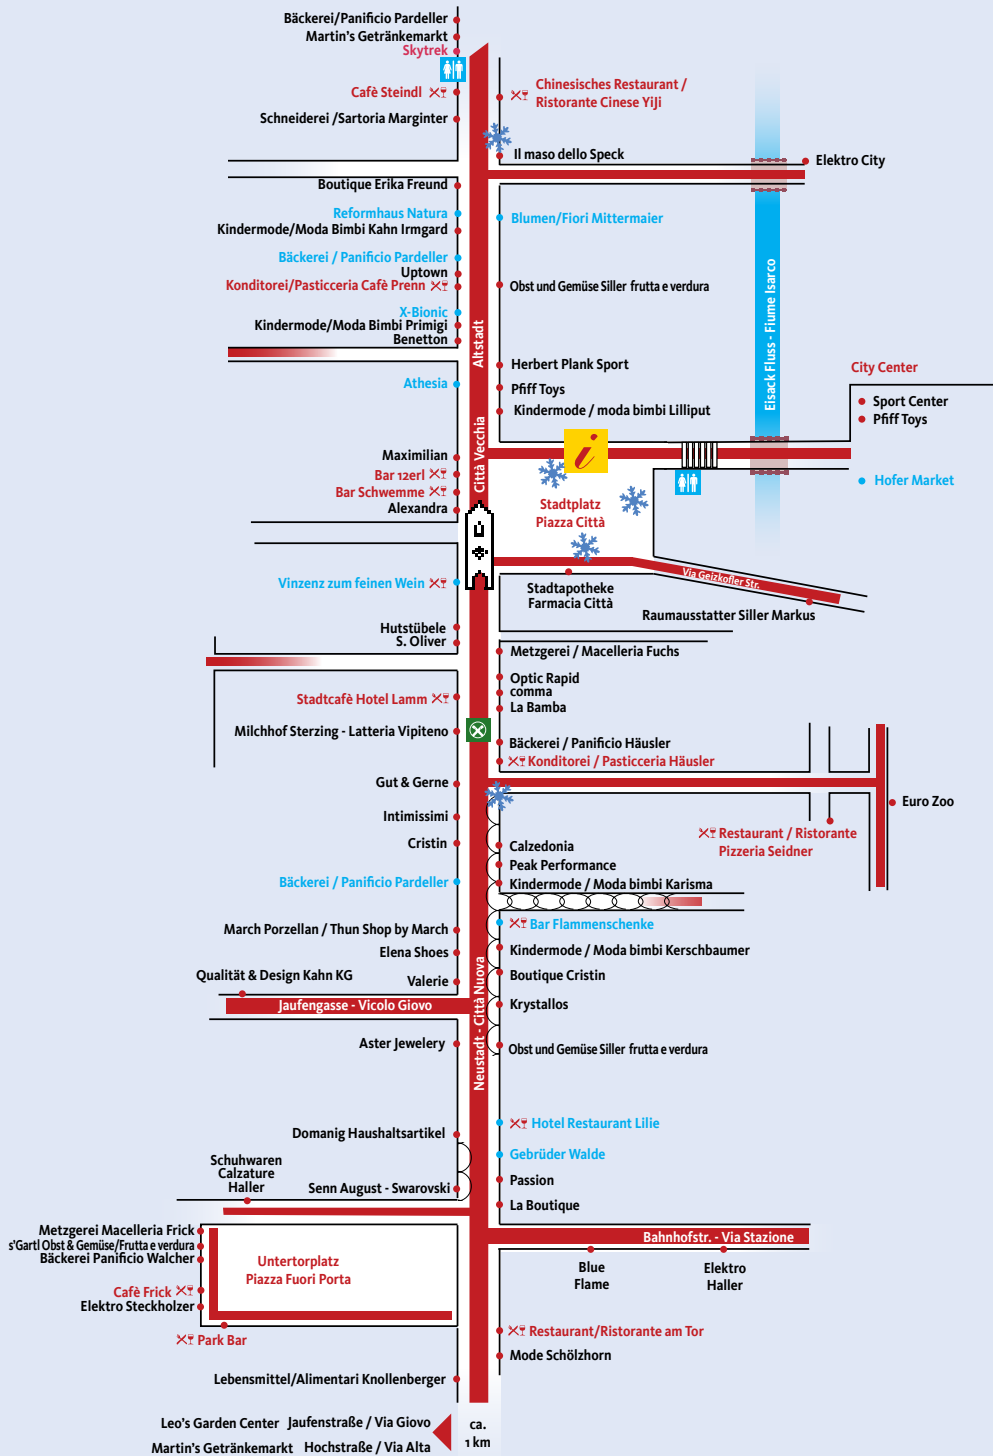 Bäckerei/Panificio Pardeller
Martin's Getränkemarkt
Skytrek
Cafè Steindl
Schneiderei /Sartoria Marginter
Chinesisches Restaurant /
Ristorante Cinese YiJi
Il maso dello Speck
Elektro City
Boutique Erika Freund
Reformhaus Natura
Kindermode/Moda Bimbi Kahn Irmgard
Bäckerei / Panificio Pardeller
Uptown
Konditorei/Pasticceria Cafè Prenn
X-Bionic
Kindermode/Moda Bimbi Primigi
Benetton
Blumen/Fiori Mittermaier
Obst und Gemüse Siller frutta e verdura
Altstadt
Città Vecchia
Eisack Fluss - Fiume Isarco
Herbert Plank Sport
Pfiff Toys
Kindermode / moda bimbi Lilliput
Athesia
City Center
Sport Center
Pfiff Toys
Hofer Market
Maximilian
Bar 12erl
Bar Schwemme
Alexandra
i
Stadtplatz
Piazza Città
Vinzenz zum feinen Wein
Stadtapotheke
Farmacia Città
Via Geizkofler Str.
Raumausstatter Siller Markus
Hutstübele
S. Oliver
Metzgerei / Macelleria Fuchs
Optic Rapid
comma
La Bamba
Stadtcafè Hotel Lamm
Milchhof Sterzing - Latteria Vipiteno
Bäckerei / Panificio Häusler
Konditorei / Pasticceria Häusler
Gut & Gerne
Intimissimi
Cristin
Bäckerei / Panificio Pardeller
Euro Zoo
Restaurant / Ristorante
Pizzeria Seidner
Calzedonia
Peak Performance
Kindermode / Moda bimbi Karisma
Bar Flammenschenke
Kindermode / Moda bimbi Kerschbaumer
Boutique Cristin
Krystallos
Obst und Gemüse Siller frutta e verdura
March Porzellan / Thun Shop by March
Elena Shoes
Qualität & Design Kahn KG
Valerie
Jaufengasse - Vicolo Giovo
Neustadt - Città Nuova
Aster Jewelery
Domanig Haushaltsartikel
Schuhwaren
Calzature
Haller
Senn August - Swarovski
Hotel Restaurant Lilie
Gebrüder Walde
Passion
La Boutique
Bahnhofstr. - Via Stazione
Blue
Flame
Elektro
Haller
Metzgerei Macelleria Frick
s'Gartl Obst & Gemüse/Frutta e verdura
Bäckerei Panificio Walcher
Cafè Frick
Elektro Steckholzer
Untertorplatz
Piazza Fuori Porta
Park Bar
Restaurant/Ristorante am Tor
Mode Schölzhorn
Lebensmittel/Alimentari Knollenberger
Leo's Garden Center Jaufenstraße / Via Giovo
Martin's Getränkemarkt Hochstraße / Via Alta
ca.
1 km